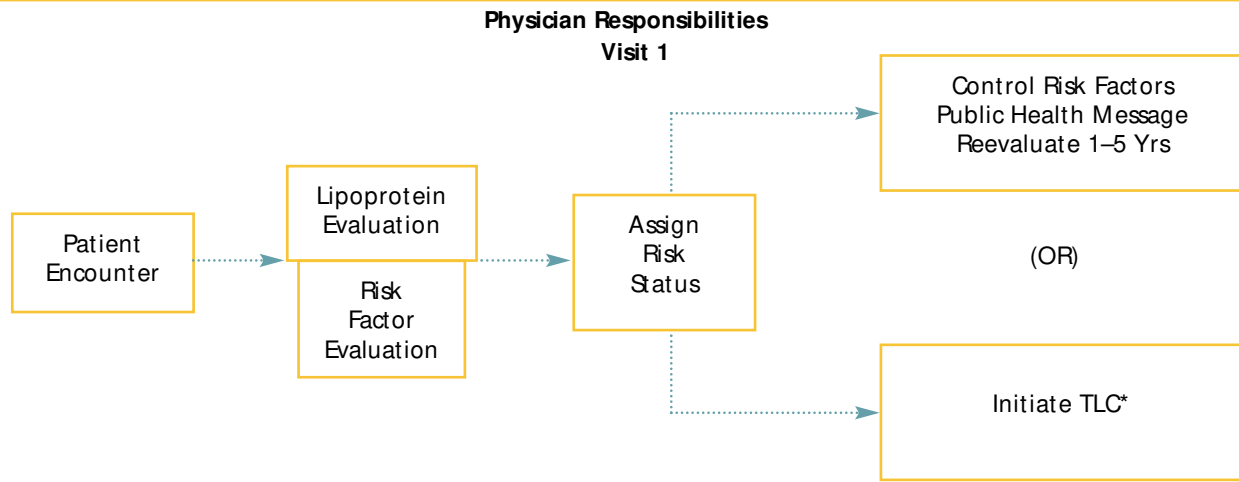 Physician Responsibilities
Visit 1
Patient
Encounter
Lipoprotein
Evaluation
Risk
Factor
Evaluation
Assign
Risk
Status
Control Risk Factors
Public Health Message
Reevaluate 1–5 Yrs
(OR)
Initiate TLC*